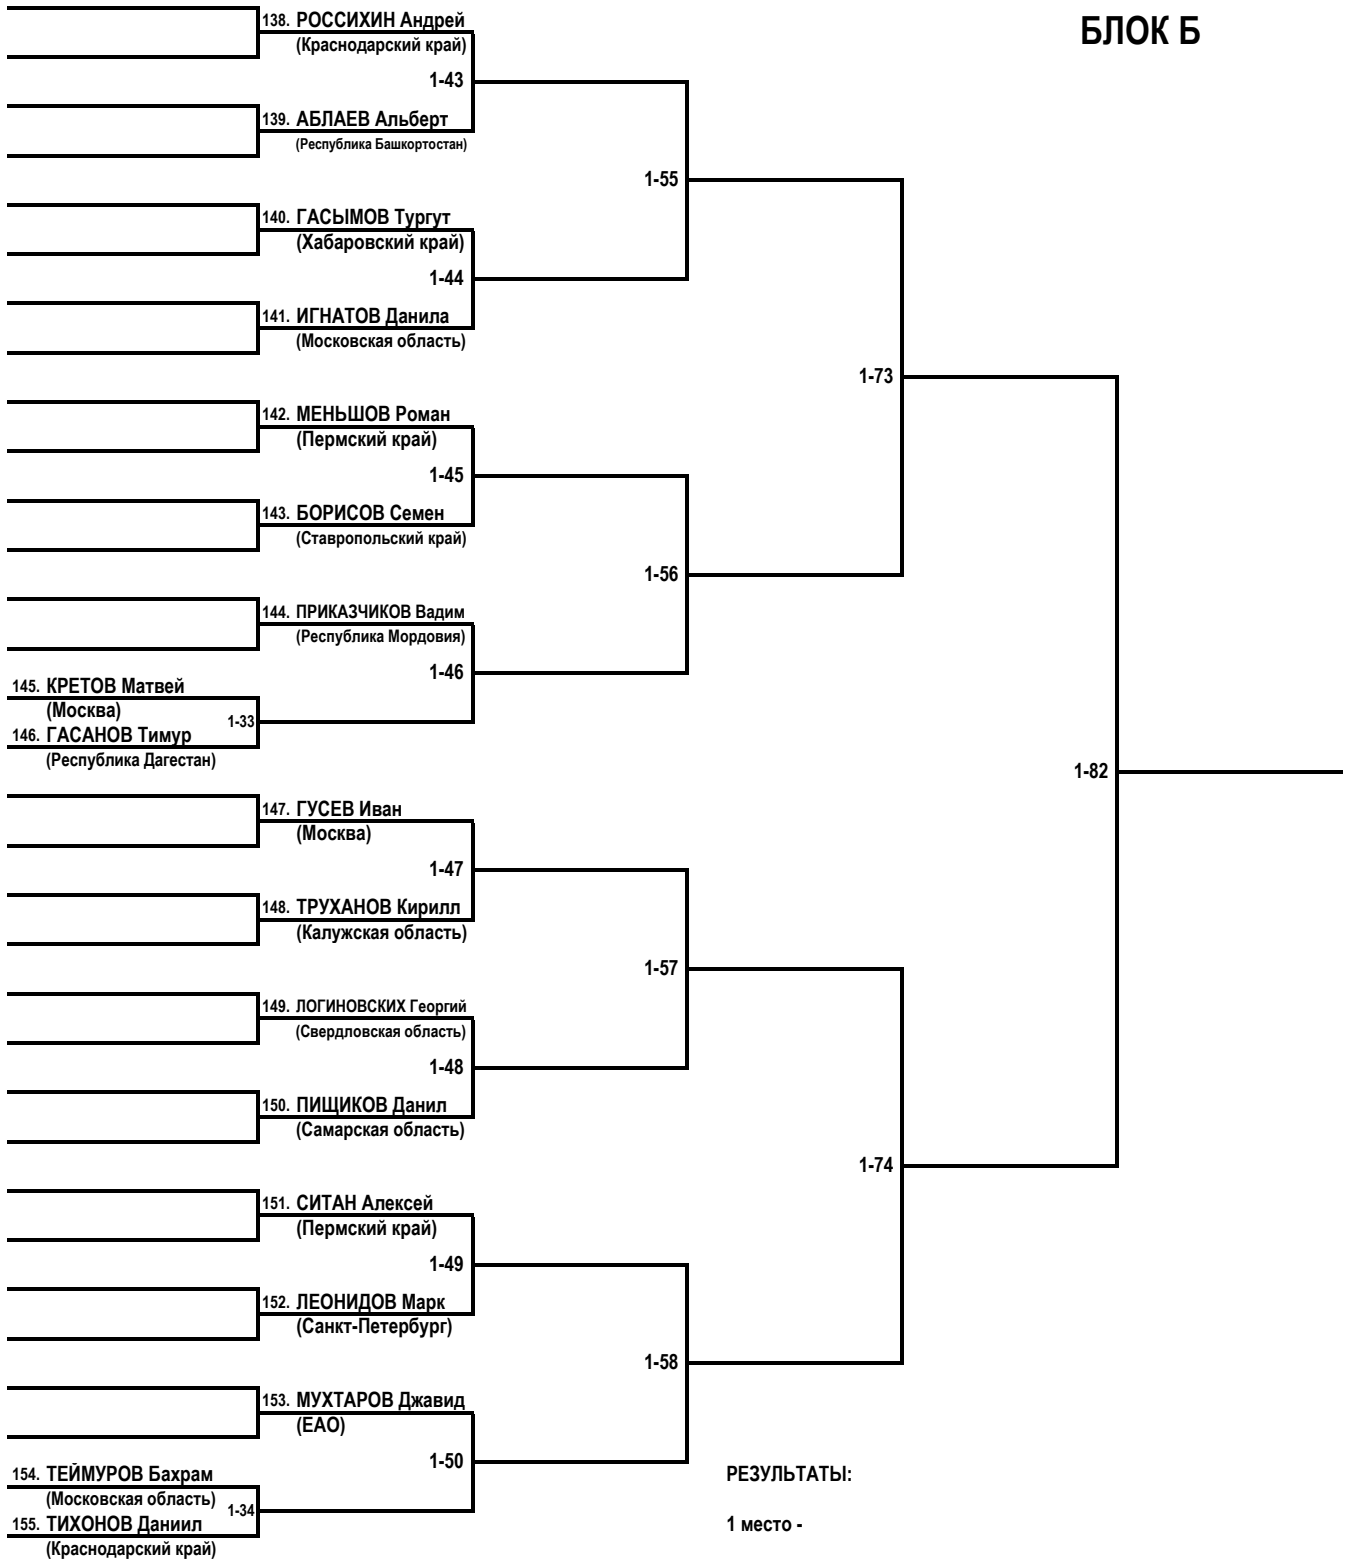 БЛОК Б
138. РОССИХИН Андрей
(Краснодарский край)
1-43
139. АБЛАЕВ Альберт
(Республика Башкортостан)
1-55
140. ГАСЫМОВ Тургут
(Хабаровский край)
1-44
141. ИГНАТОВ Данила
(Московская область)
1-73
142. МЕНЬШОВ Роман
(Пермский край)
1-45
143. БОРИСОВ Семен
(Ставропольский край)
1-56
144. ПРИКАЗЧИКОВ Вадим
(Республика Мордовия)
1-46
145. КРЕТОВ Матвей
(Москва)
1-33
146. ГАСАНОВ Тимур
(Республика Дагестан)
1-82
147. ГУСЕВ Иван
(Москва)
1-47
148. ТРУХАНОВ Кирилл
(Калужская область)
1-57
149. ЛОГИНОВСКИХ Георгий
(Свердловская область)
1-48
150. ПИЩИКОВ Данил
(Самарская область)
1-74
151. СИТАН Алексей
(Пермский край)
1-49
152. ЛЕОНИДОВ Марк
(Санкт-Петербург)
1-58
153. МУХТАРОВ Джавид
(ЕАО)
1-50
154. ТЕЙМУРОВ Бахрам
(Московская область)
1-34
155. ТИХОНОВ Даниил
(Краснодарский край)
РЕЗУЛЬТАТЫ:
1 место -